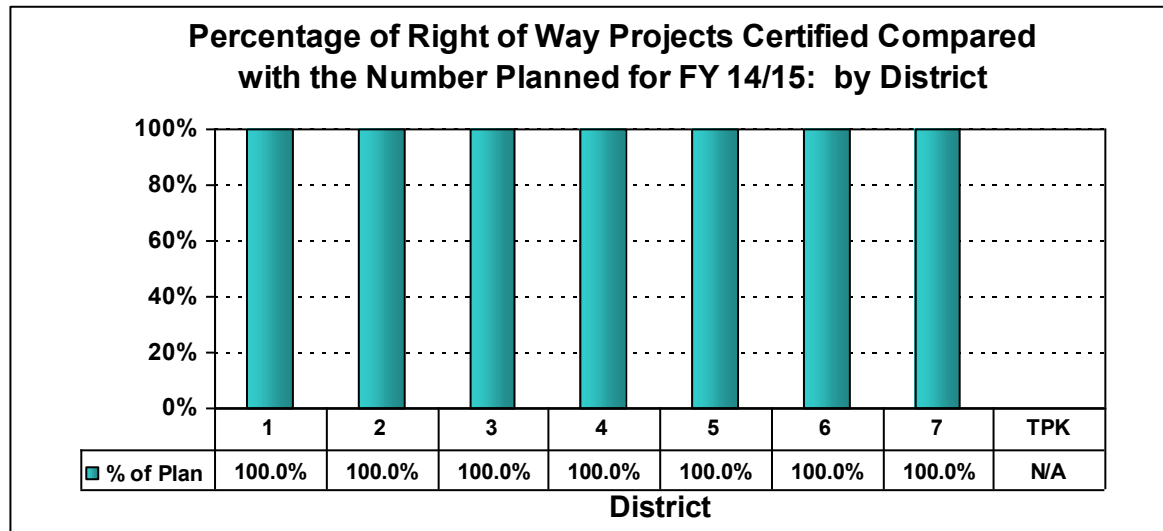 Percentage of Right of Way Projects Certified Compared
with the Number Planned for FY 14/15: by District
100%
80%
60%
40%
20%
0%
1 2 3 4 5 6 7 TPK
% of Plan 100.0% 100.0% 100.0% 100.0% 100.0% 100.0% 100.0% N/A
District